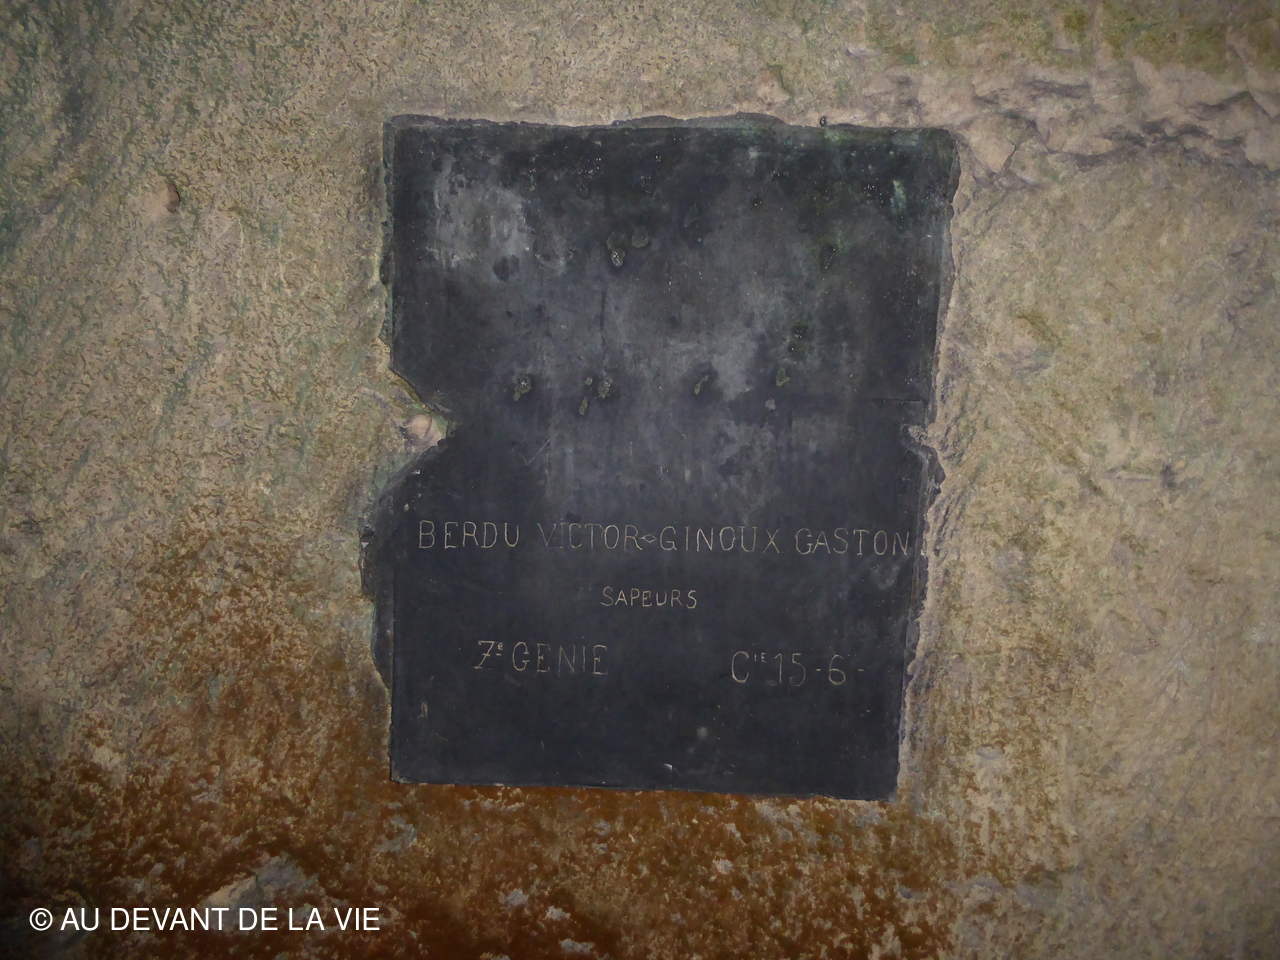 BERDU VICTOR◇GINOUX GASTON
SAPEURS
7e GENIE CIE 15-6-
© AU DEVANT DE LA VIE